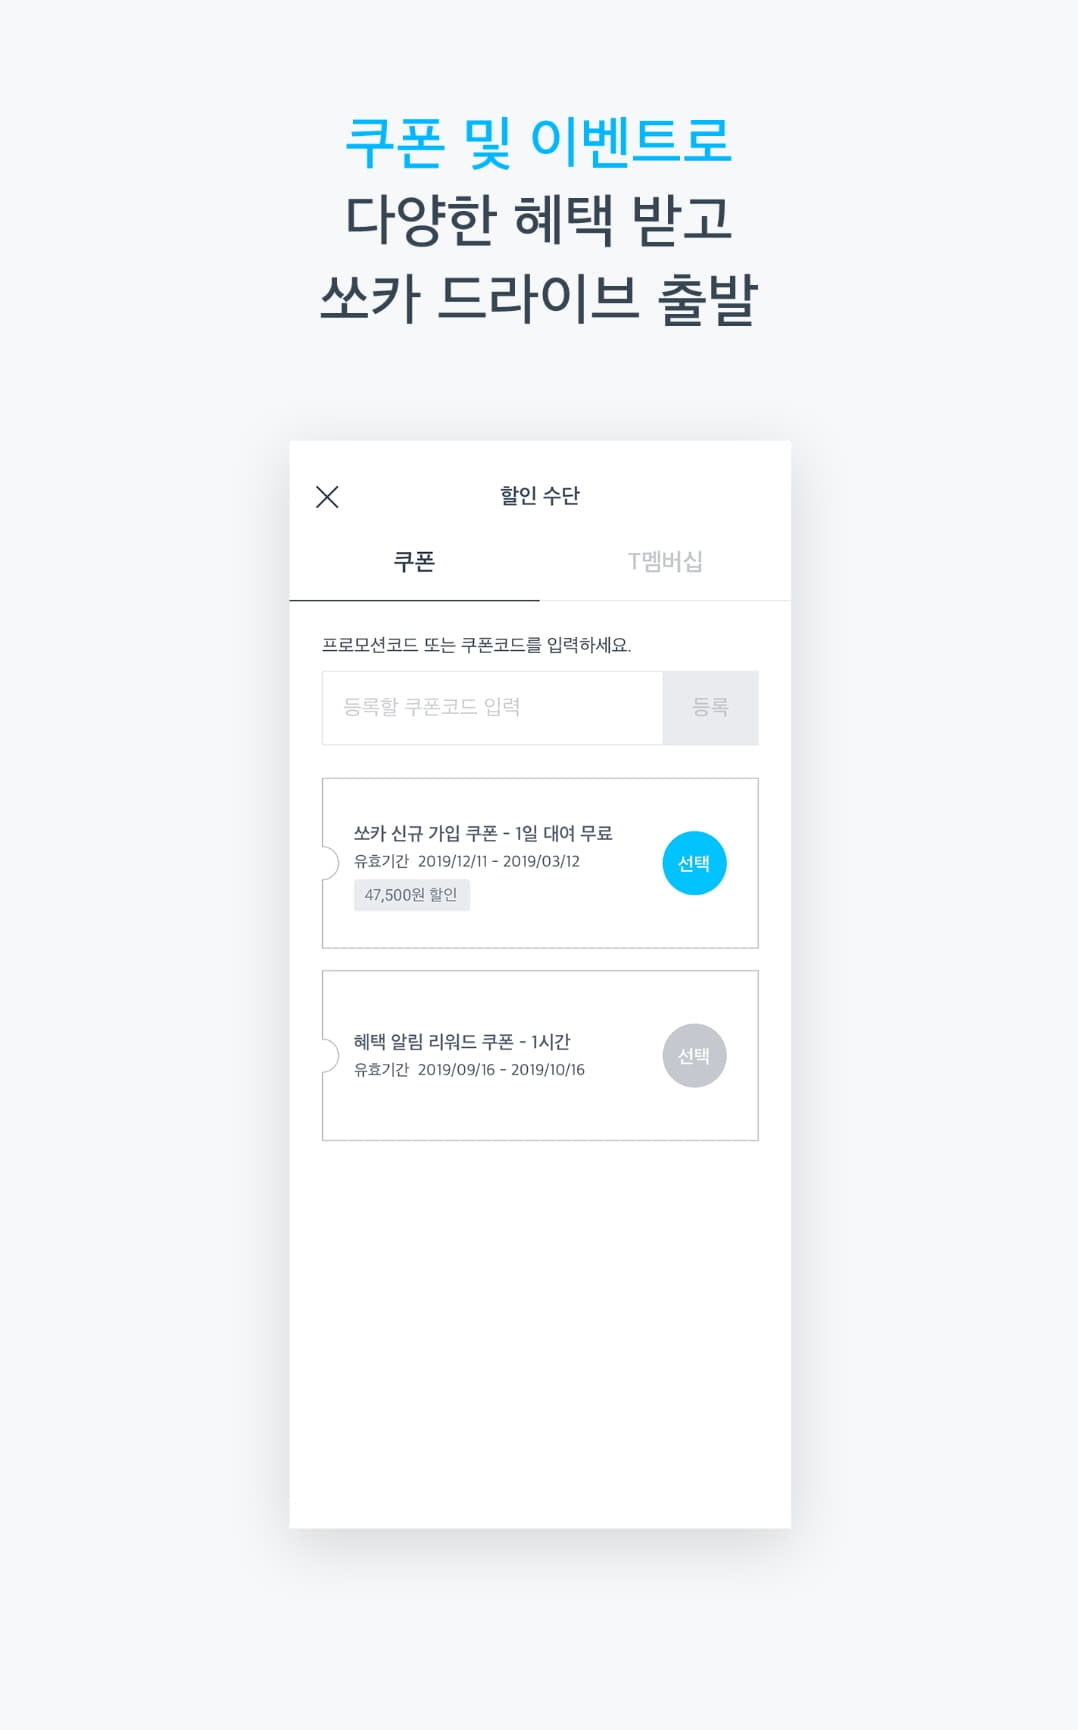 쿠폰 및 이벤트로
다양한 혜택 받고
쏘카 드라이브 출발
할인 수단
쿠폰
T멤버십
프로모션코드 또는 쿠폰코드를 입력하세요.
등록할 쿠폰코드 입력
등록
쏘카 신규 가입 쿠폰 - 1일 대여 무료
유효기간 2019/12/11 - 2019/03/12
47,500원 할인
선택
혜택 알림 리워드 쿠폰 - 1시간
유효기간 2019/09/16 - 2019/10/16
선택